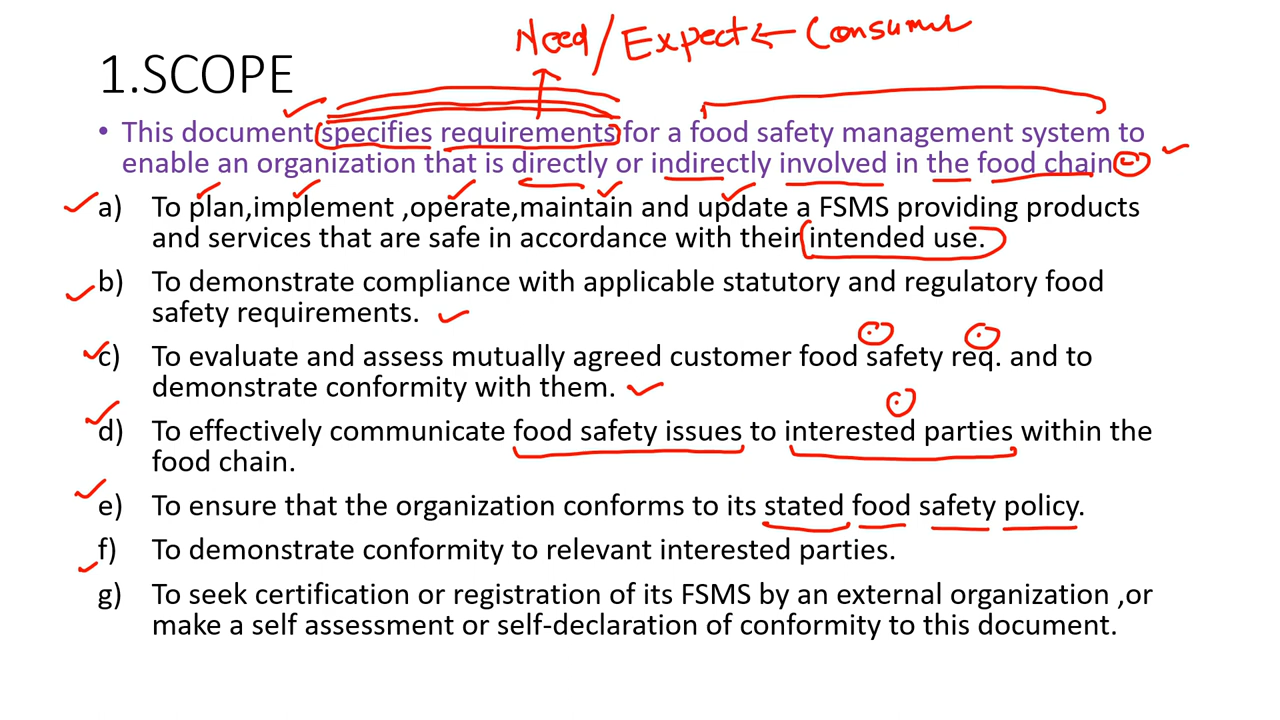 Need/Expect ← Consumer
1.SCOPE
• This document specifies requirements for a food safety management system to
enable an organization that is directly or indirectly involved in the food chain
a) To plan,implement ,operate,maintain and update a FSMS providing products
and services that are safe in accordance with their intended use.
b) To demonstrate compliance with applicable statutory and regulatory food
safety requirements.
c) To evaluate and assess mutually agreed customer food safety req. and to
demonstrate conformity with them.
d) To effectively communicate food safety issues to interested parties within the
food chain.
e) To ensure that the organization conforms to its stated food safety policy.
f) To demonstrate conformity to relevant interested parties.
g) To seek certification or registration of its FSMS by an external organization ,or
make a self assessment or self-declaration of conformity to this document.